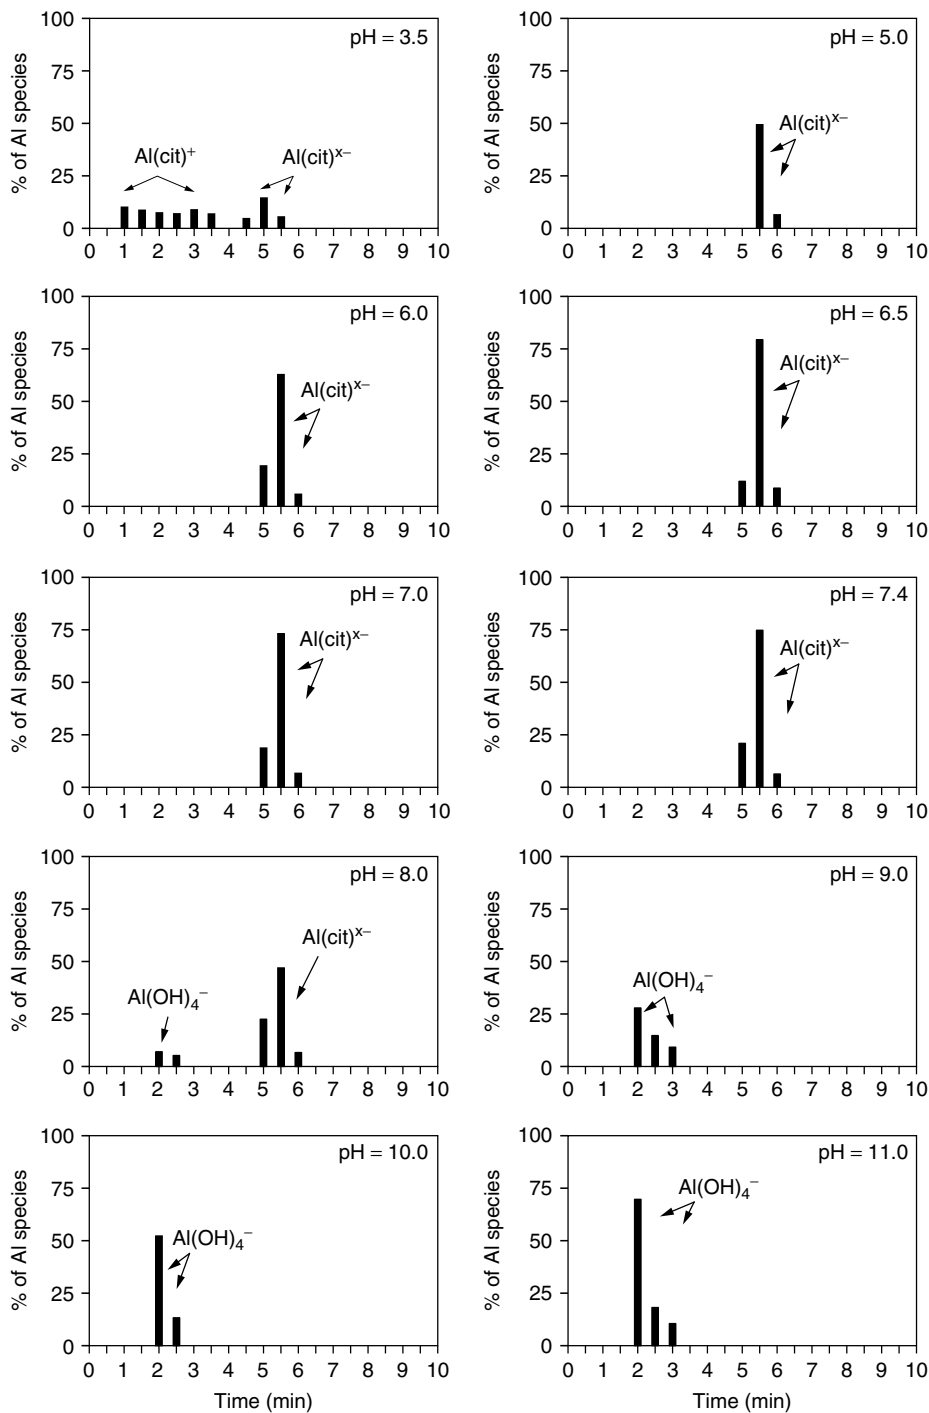 100
75
50
25
0
% of Al species
pH = 3.5
Al(cit)⁺
Al(cit)ˣ⁻
0 1 2 3 4 5 6 7 8 9 10
100
75
50
25
0
% of Al species
pH = 5.0
Al(cit)ˣ⁻
0 1 2 3 4 5 6 7 8 9 10
100
75
50
25
0
% of Al species
pH = 6.0
Al(cit)ˣ⁻
0 1 2 3 4 5 6 7 8 9 10
100
75
50
25
0
% of Al species
pH = 6.5
Al(cit)ˣ⁻
0 1 2 3 4 5 6 7 8 9 10
100
75
50
25
0
% of Al species
pH = 7.0
Al(cit)ˣ⁻
0 1 2 3 4 5 6 7 8 9 10
100
75
50
25
0
% of Al species
pH = 7.4
Al(cit)ˣ⁻
0 1 2 3 4 5 6 7 8 9 10
100
75
50
25
0
% of Al species
pH = 8.0
Al(cit)ˣ⁻
Al(OH)₄⁻
0 1 2 3 4 5 6 7 8 9 10
100
75
50
25
0
% of Al species
pH = 9.0
Al(OH)₄⁻
0 1 2 3 4 5 6 7 8 9 10
100
75
50
25
0
% of Al species
pH = 10.0
Al(OH)₄⁻
0 1 2 3 4 5 6 7 8 9 10
Time (min)
100
75
50
25
0
% of Al species
pH = 11.0
Al(OH)₄⁻
0 1 2 3 4 5 6 7 8 9 10
Time (min)